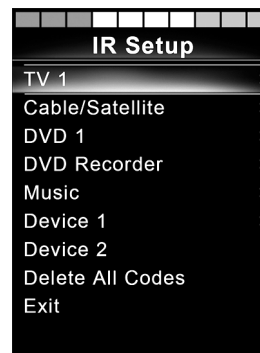 IR Setup
TV 1
Cable/Satellite
DVD 1
DVD Recorder
Music
Device 1
Device 2
Delete All Codes
Exit